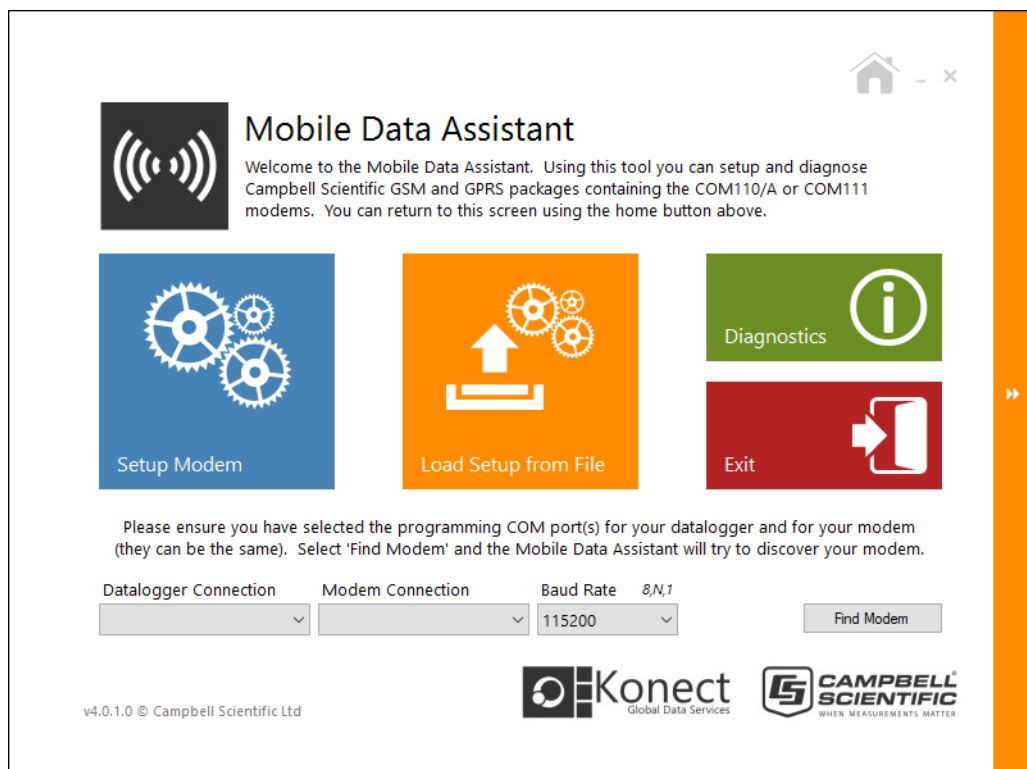 Mobile Data Assistant
Welcome to the Mobile Data Assistant. Using this tool you can setup and diagnose
Campbell Scientific GSM and GPRS packages containing the COM110/A or COM111
modems. You can return to this screen using the home button above.
Setup Modem
Load Setup from File
Diagnostics
Exit
Please ensure you have selected the programming COM port(s) for your datalogger and for your modem
(they can be the same). Select 'Find Modem' and the Mobile Data Assistant will try to discover your modem.
Datalogger Connection Modem Connection Baud Rate 8,N,1
115200 Find Modem
Konect
Global Data Services
CAMPBELL®
SCIENTIFIC
WHEN MEASUREMENTS MATTER
v4.0.1.0 © Campbell Scientific Ltd